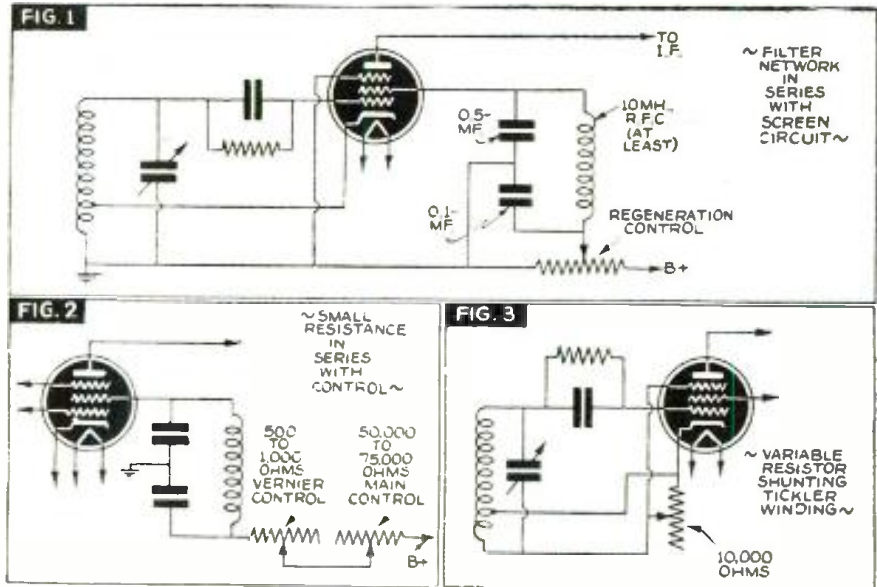 FIG. 1
TO
I.F.
~ FILTER
NETWORK
IN
SERIES
WITH
SCREEN
CIRCUIT ~
0.5-
MF.
10MH.
R.F.C
(AT
LEAST)
0.1-
MF.
REGENERATION
CONTROL
B+
FIG. 2
~ SMALL
RESISTANCE
IN
SERIES
WITH
CONTROL ~
500
TO
1,000
OHMS
VERNIER
CONTROL
50,000
TO
75,000
OHMS
MAIN
CONTROL
B+
FIG. 3
~ VARIABLE
RESISTOR
SHUNTING
TICKLER
WINDING ~
10,000
OHMS